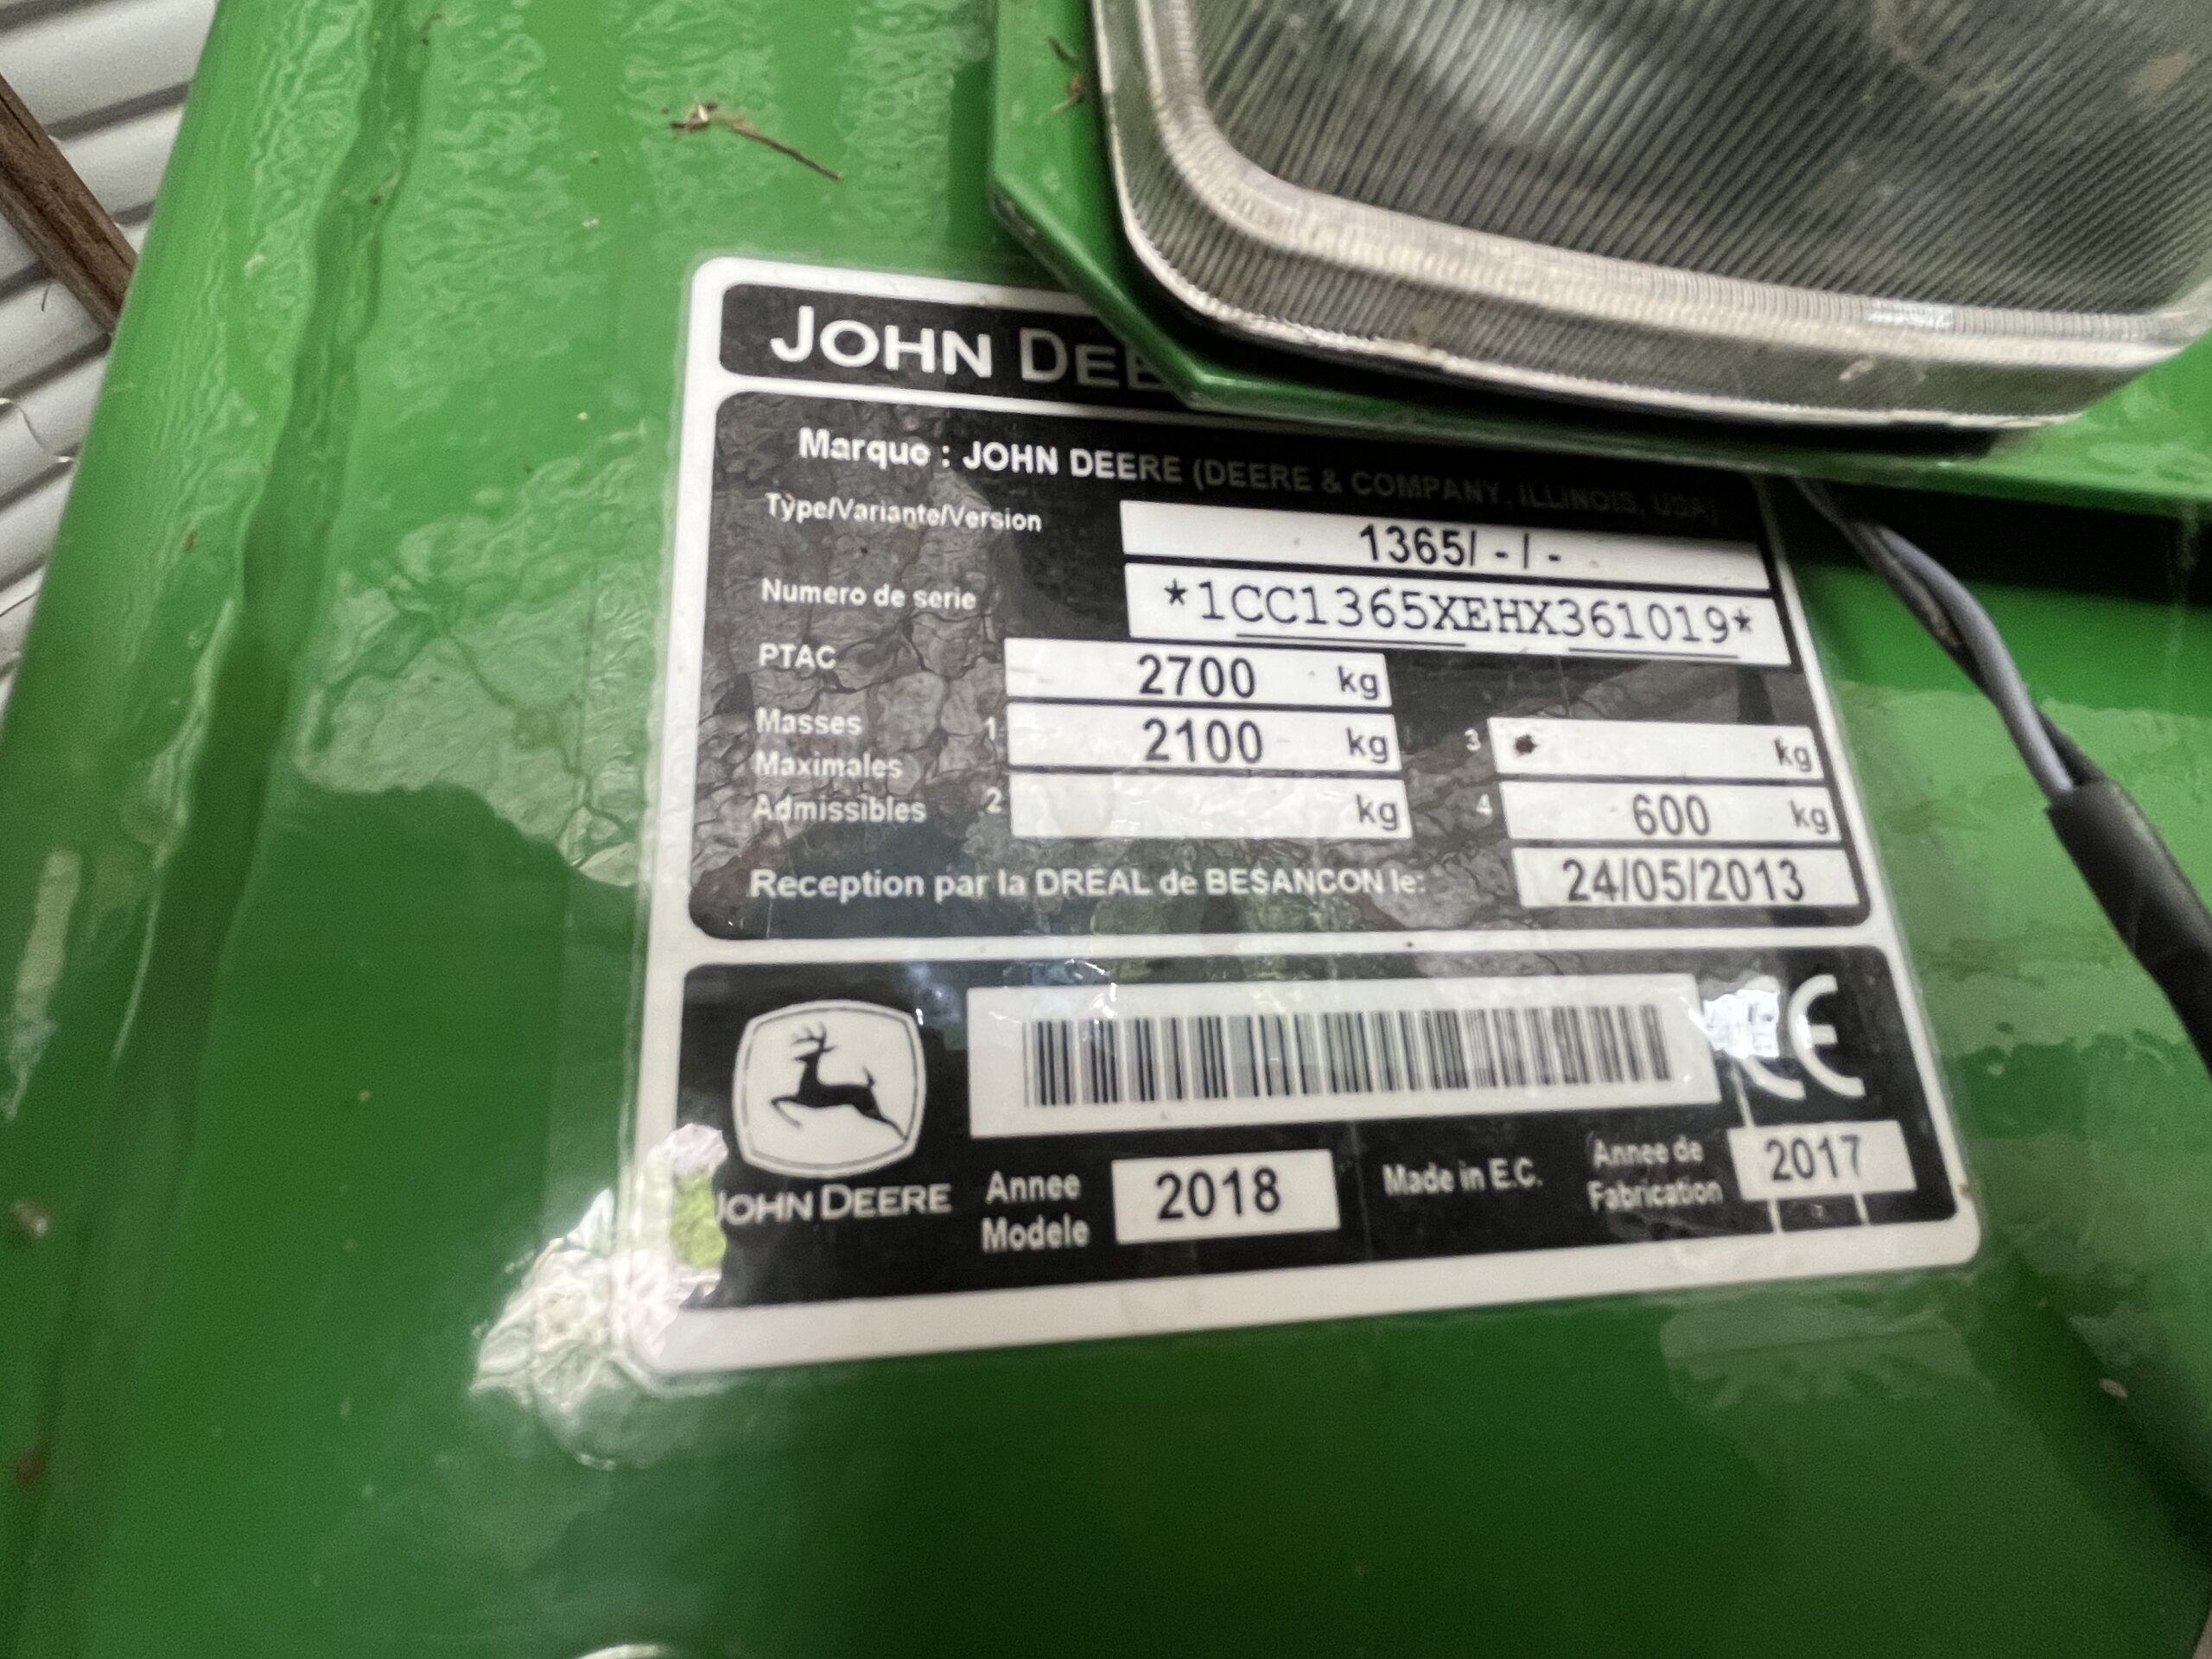 JOHN DEE
Marque : JOHN DEERE (DEERE & COMPANY, ILLINOIS, USA)
Type/Variante/Version 1365/ - / -
Numero de serie *1CC1365XEHX361019*
PTAC 2700 kg
Masses Maximales Admissibles
1 2100 kg 3 kg
2 kg 4 600 kg
Reception par la DREAL de BESANCON le: 24/05/2013
CE
JOHN DEERE
Annee Modele 2018 Made in E.C. Annee de Fabrication 2017